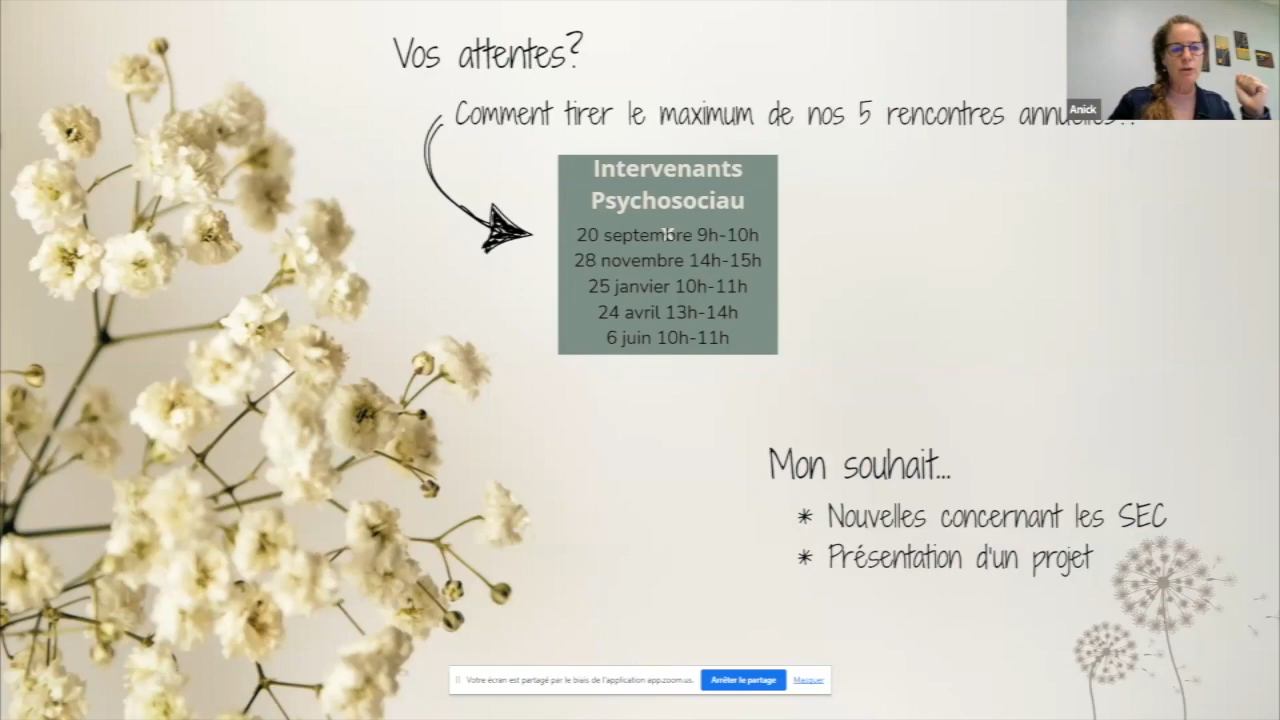 Vos attentes?
Comment tirer le maximum de nos 5 rencontres annuelles??
Anick
Intervenants
Psychosociau
x
20 septembre 9h-10h
28 novembre 14h-15h
25 janvier 10h-11h
24 avril 13h-14h
6 juin 10h-11h
Mon souhait...
* Nouvelles concernant les SEC
* Présentation d'un projet
Votre écran est partagé par le biais de l'application app.zoom.us.
Arrêter le partage
Masquer